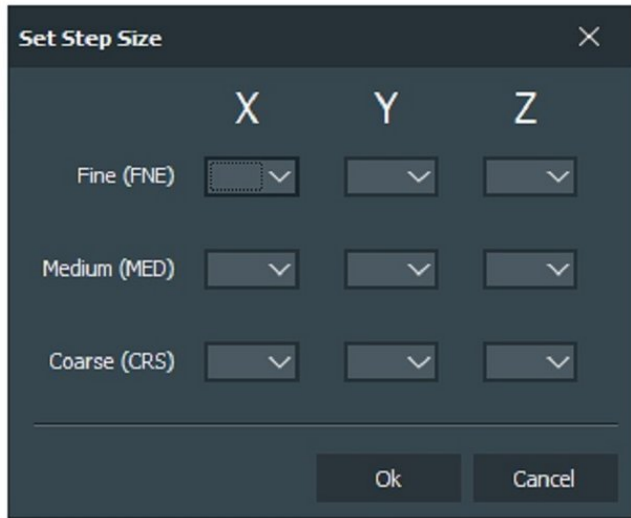 Set Step Size
X Y Z
Fine (FNE)
Medium (MED)
Coarse (CRS)
Ok Cancel